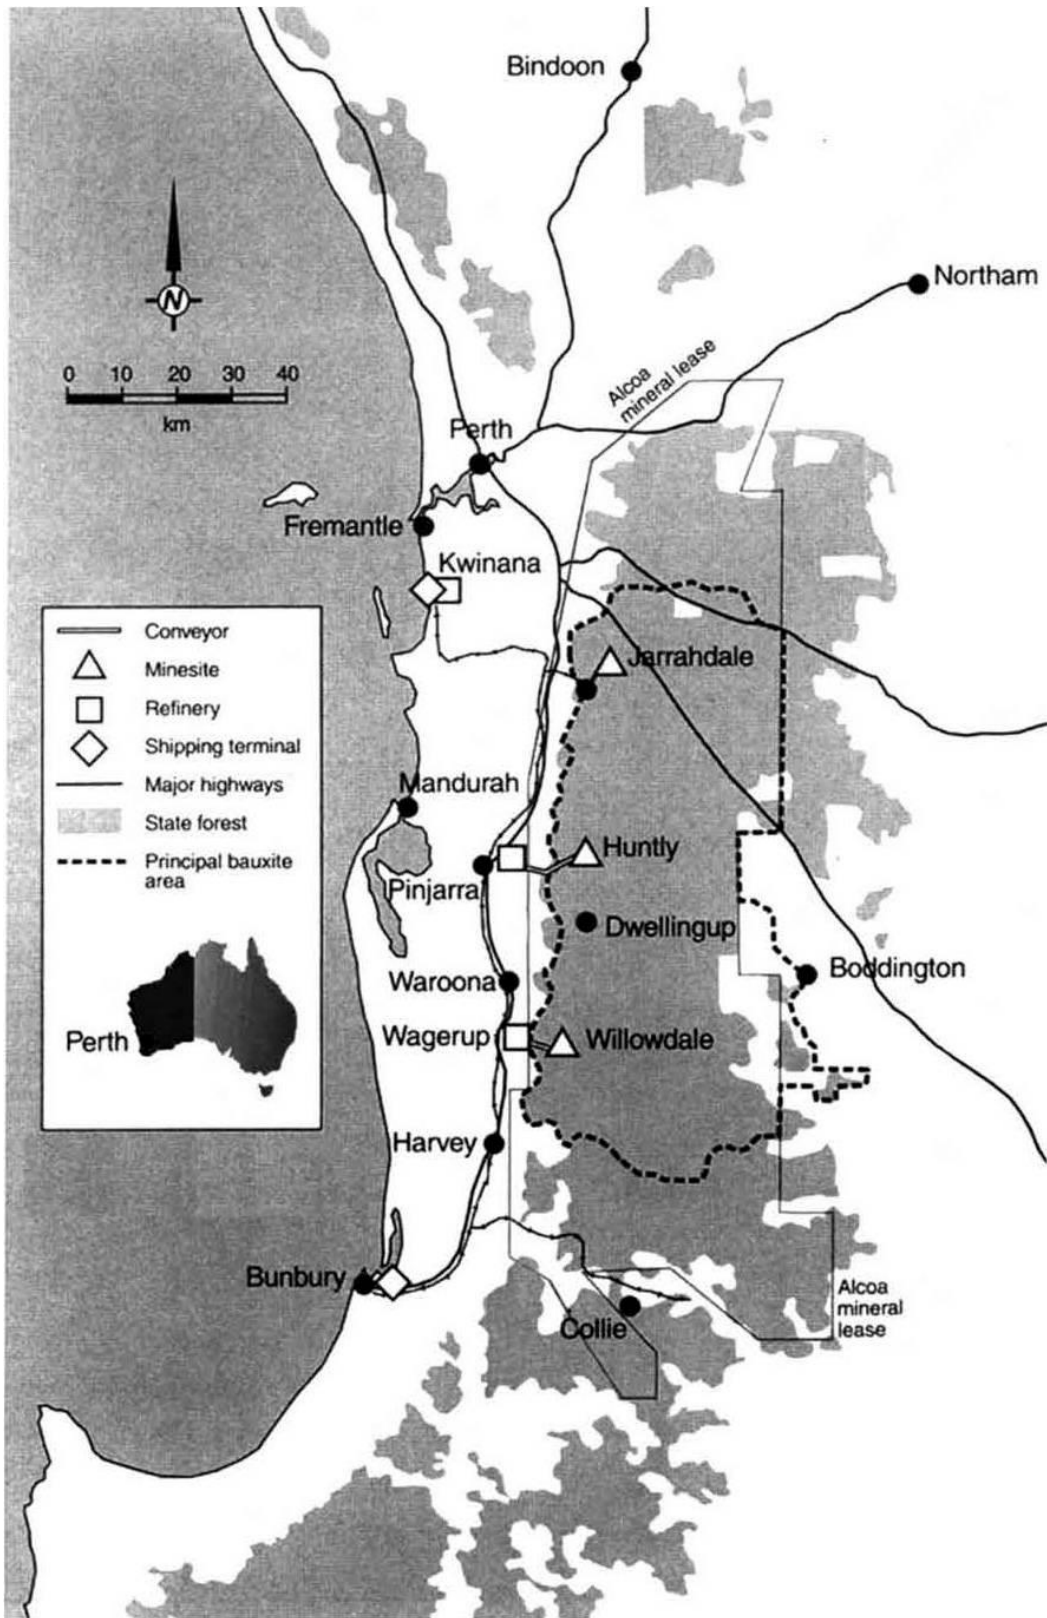 Bindoon
Northam
N
0 10 20 30 40
km
Alcoa
mineral lease
Perth
Fremantle
Kwinana
Conveyor
Minesite
Refinery
Shipping terminal
Major highways
State forest
Principal bauxite
area
Perth
Jarrahdale
Mandurah
Huntly
Pinjarra
Dwellingup
Waroona
Boddington
Wagerup
Willowdale
Harvey
Bunbury
Collie
Alcoa
mineral
lease